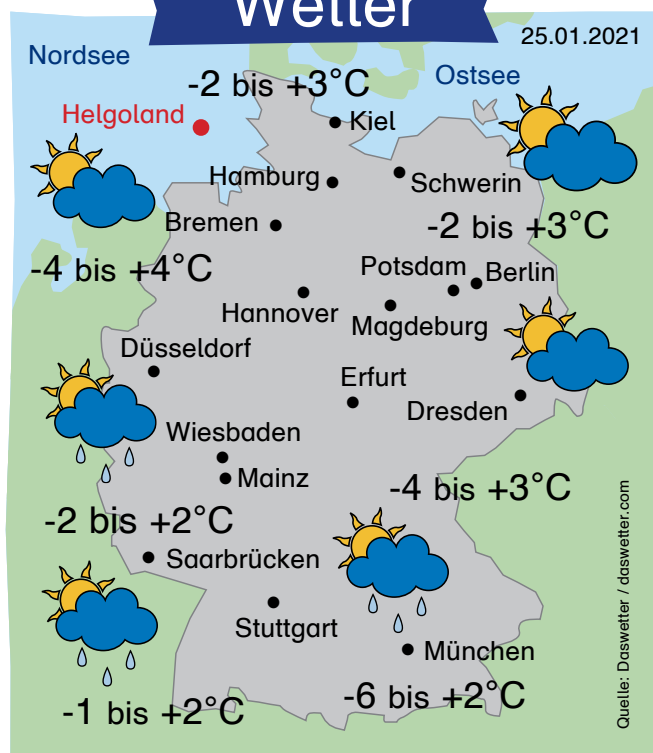 Wetter
25.01.2021
Nordsee
Ostsee
-2 bis +3°C
Helgoland
Kiel
Hamburg
Schwerin
Bremen
-2 bis +3°C
-4 bis +4°C
Potsdam
Berlin
Hannover
Magdeburg
Düsseldorf
Erfurt
Dresden
Wiesbaden
Mainz
-4 bis +3°C
-2 bis +2°C
Saarbrücken
Stuttgart
München
-6 bis +2°C
-1 bis +2°C
Quelle: Daswetter / daswetter.com